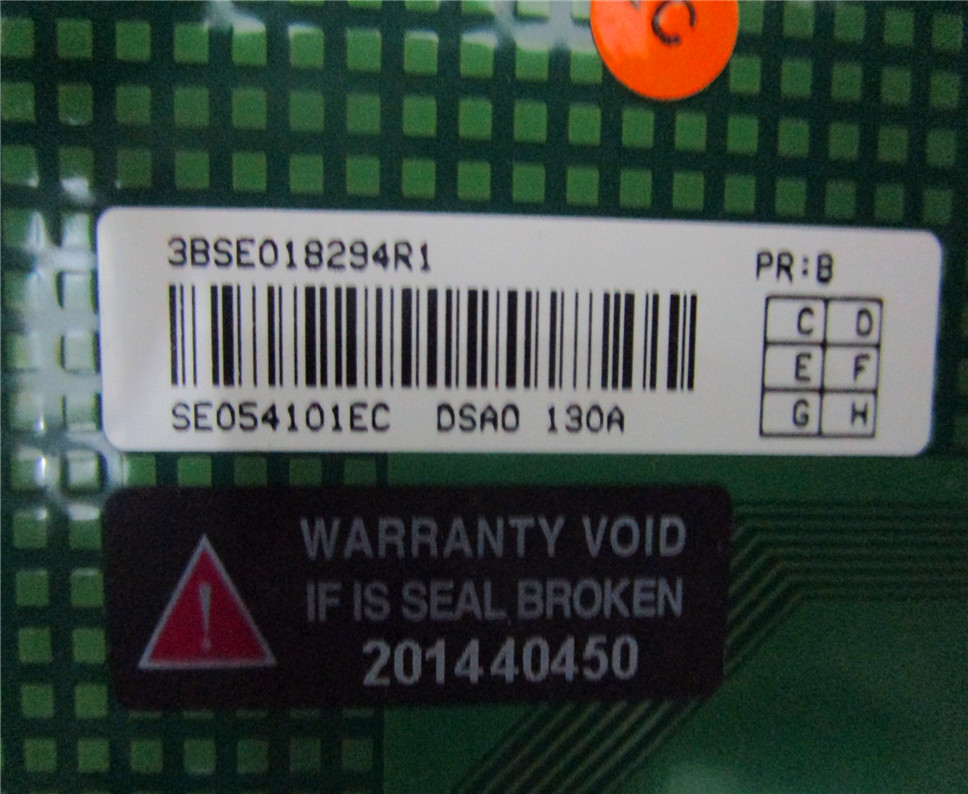 C
3BSE018294R1
PR:B
C D
E F
G H
SE054101EC DSAO 130A
WARRANTY VOID
IF IS SEAL BROKEN
201440450